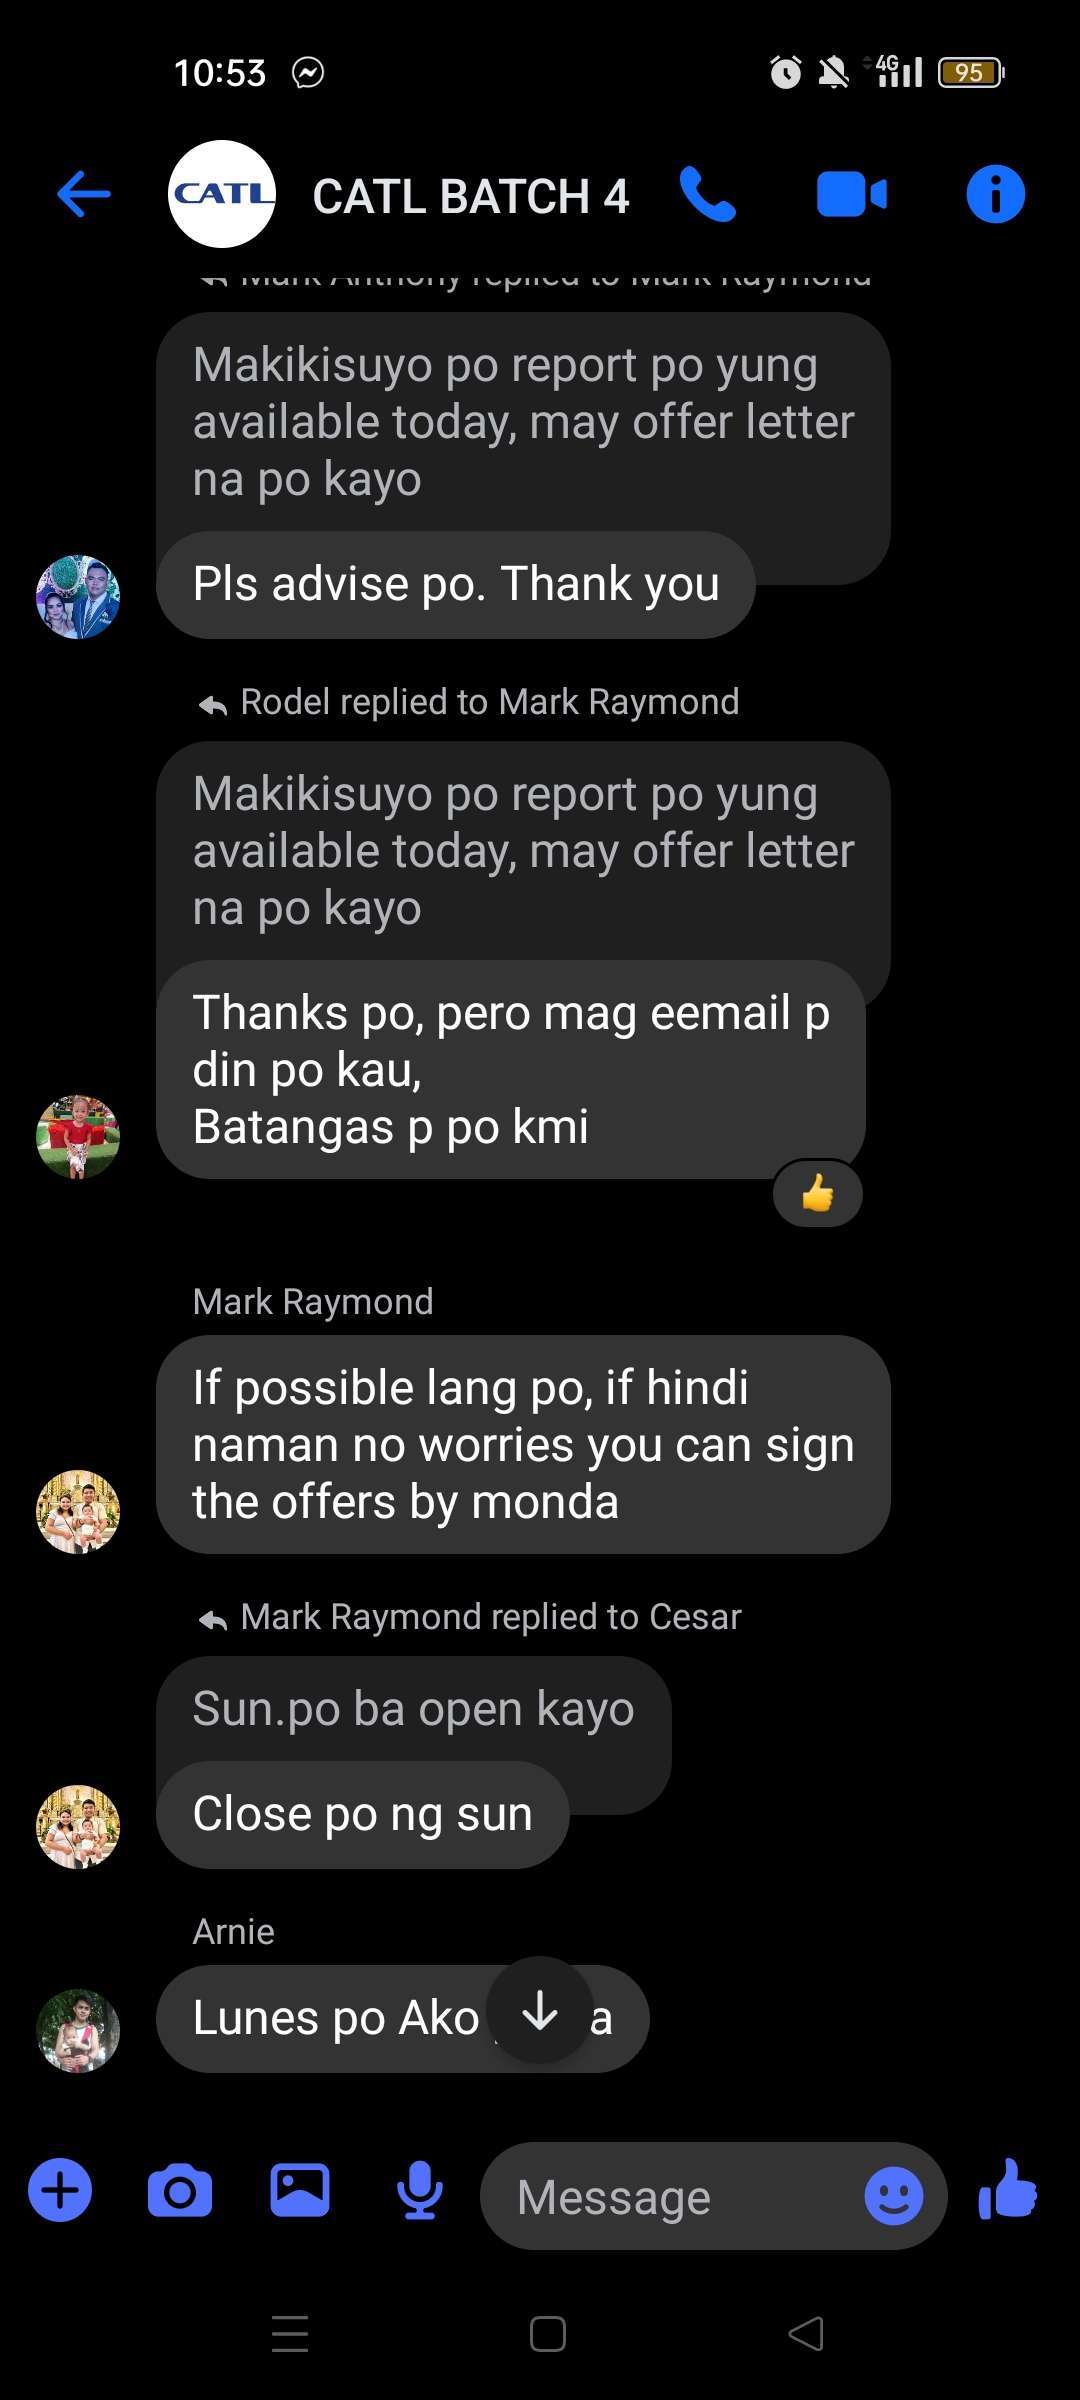 10:53
4G
95
CATL
CATL BATCH 4
Mark Anthony replied to Mark Raymond
Makikisuyo po report po yung
available today, may offer letter
na po kayo
Pls advise po. Thank you
Rodel replied to Mark Raymond
Makikisuyo po report po yung
available today, may offer letter
na po kayo
Thanks po, pero mag eemail p
din po kau,
Batangas p po kmi
Mark Raymond
If possible lang po, if hindi
naman no worries you can sign
the offers by monda
Mark Raymond replied to Cesar
Sun.po ba open kayo
Close po ng sun
Arnie
Lunes po Ako
Message